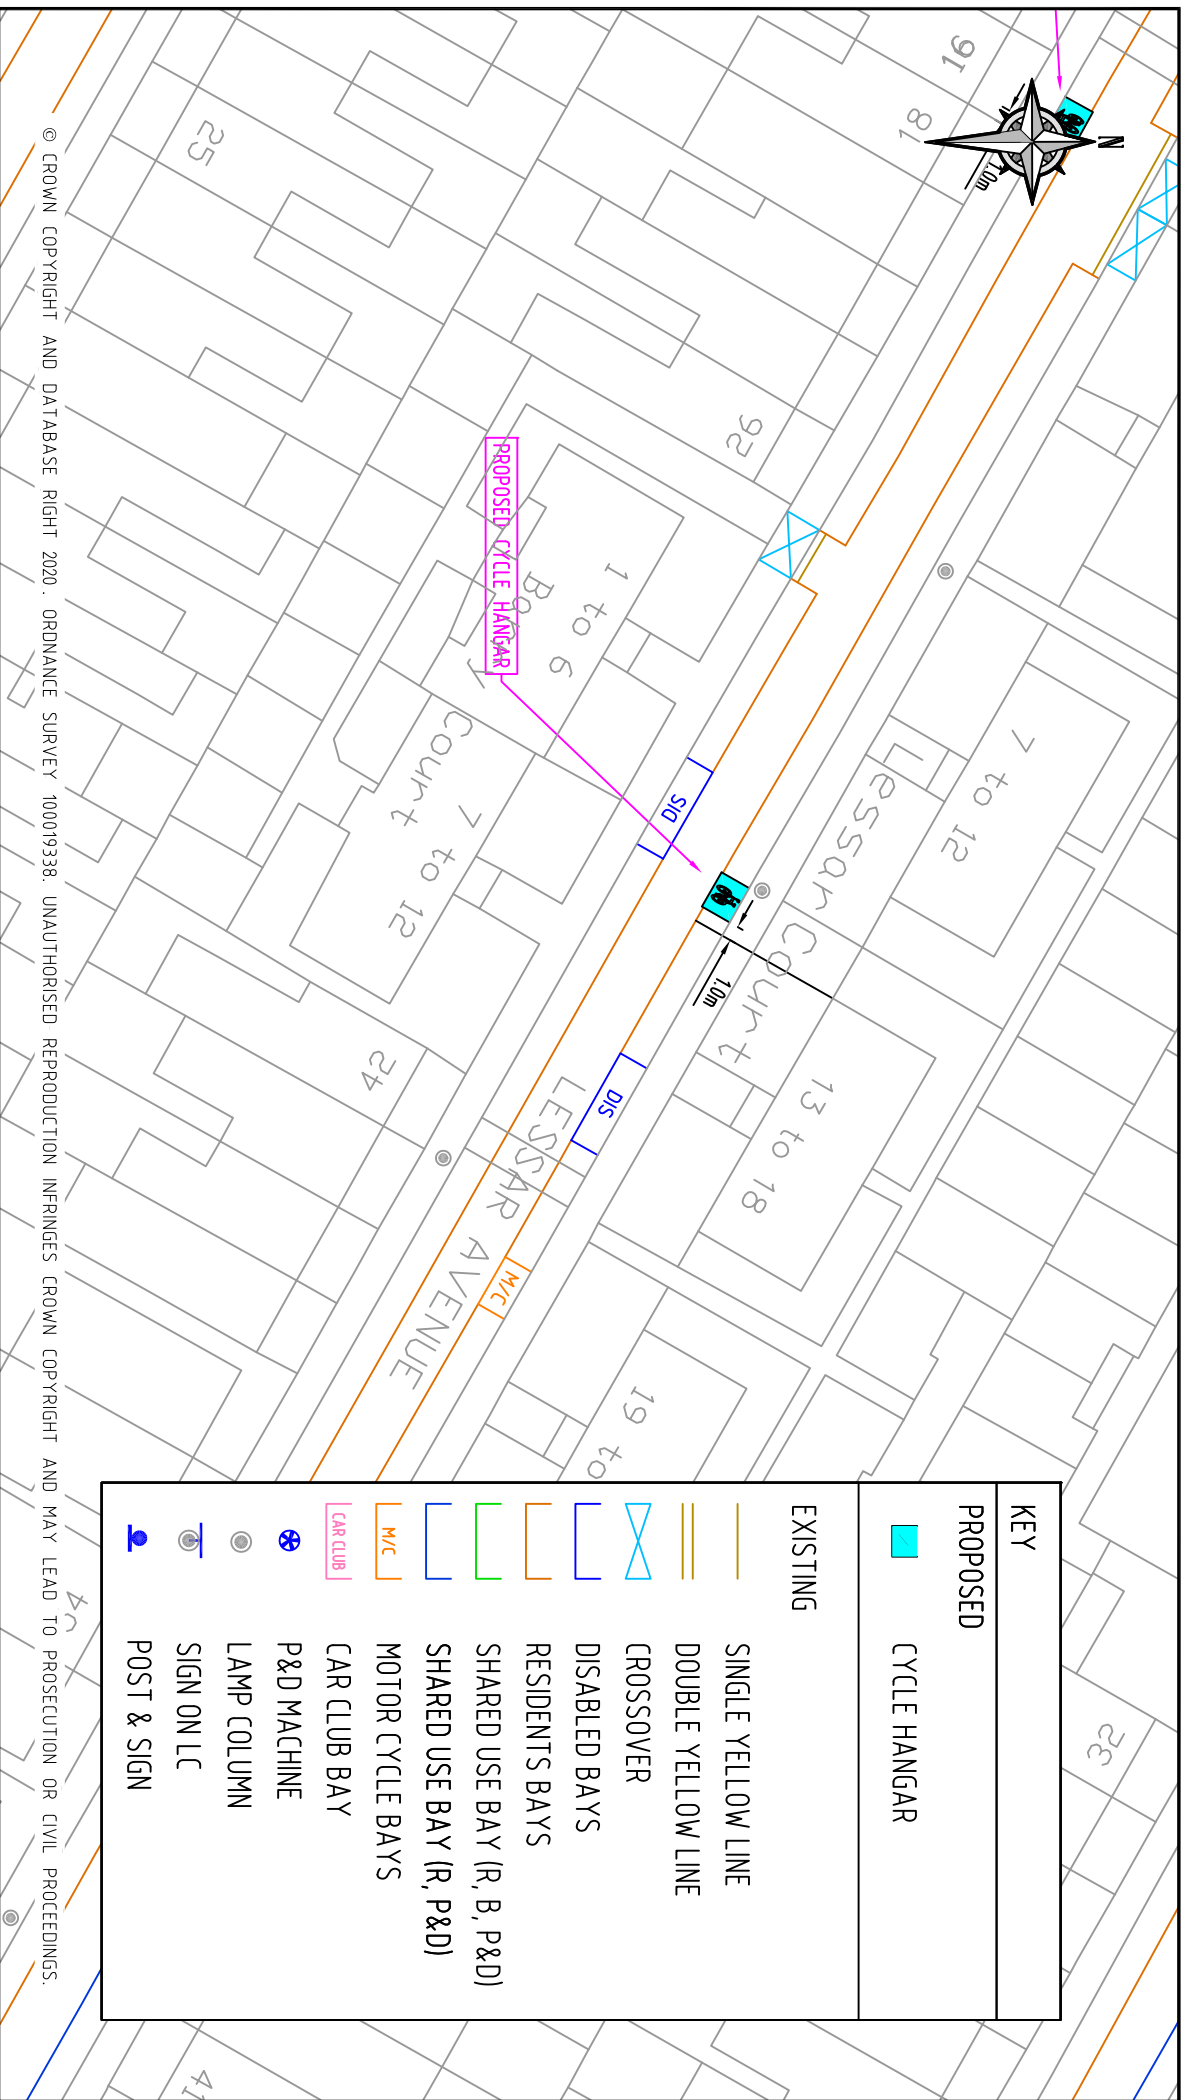 N
16
18
1.0m
25
26
PROPOSED CYCLE HANGAR
1 to 6
Court
7 to 12
DIS
7 to 12
Lessar Court
1.0m
42
DIS
13 to 18
LESSAR AVENUE
M/C
19 to
KEY
PROPOSED
CYCLE HANGAR
EXISTING
SINGLE YELLOW LINE
DOUBLE YELLOW LINE
CROSSOVER
DISABLED BAYS
RESIDENTS BAYS
SHARED USE BAY (R, B, P&D)
SHARED USE BAY (R, P&D)
M/C MOTOR CYCLE BAYS
CAR CLUB CAR CLUB BAY
P&D MACHINE
LAMP COLUMN
SIGN ON LC
POST & SIGN
32
41
© CROWN COPYRIGHT AND DATABASE RIGHT 2020. ORDNANCE SURVEY 100019338. UNAUTHORISED REPRODUCTION INFRINGES CROWN COPYRIGHT AND MAY LEAD TO PROSECUTION OR CIVIL PROCEEDINGS.